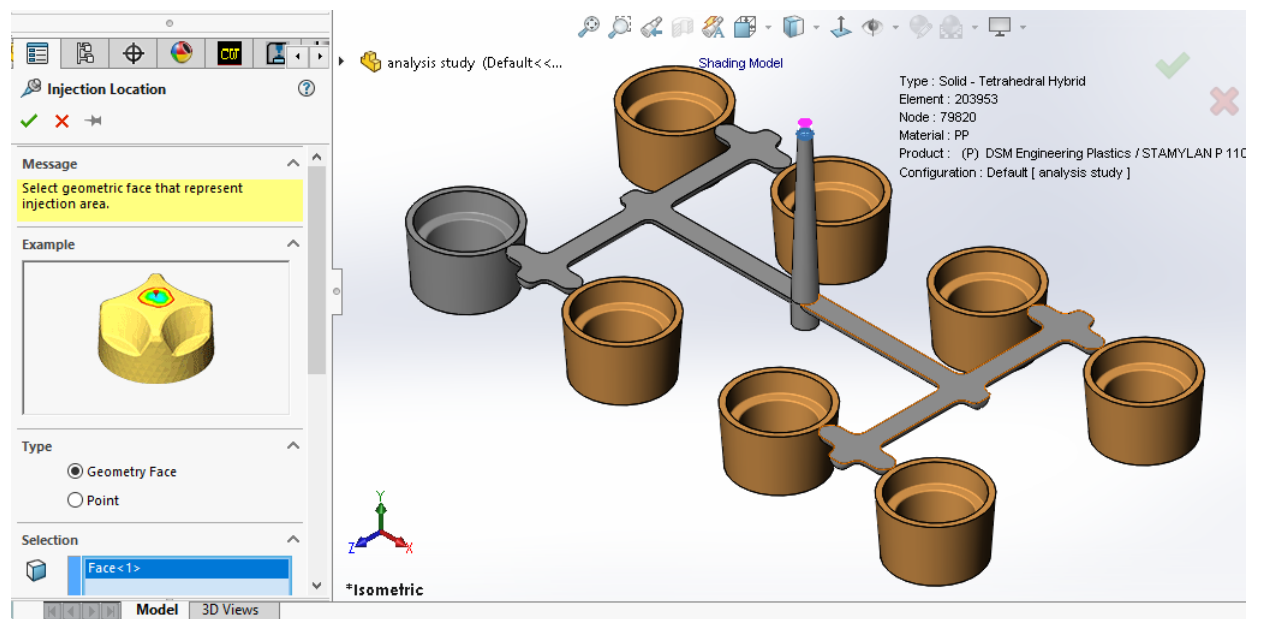 analysis study (Default<<...
Shading Model
Injection Location
Type : Solid - Tetrahedral Hybrid
Element : 203953
Node : 79820
Material : PP
Product : (P) DSM Engineering Plastics / STAMYLAN P 110
Configuration : Default [ analysis study ]
Message
Select geometric face that represent
injection area.
Example
Type
Geometry Face
Point
Selection
Face<1>
Y
Z
X
*Isometric
Model
3D Views